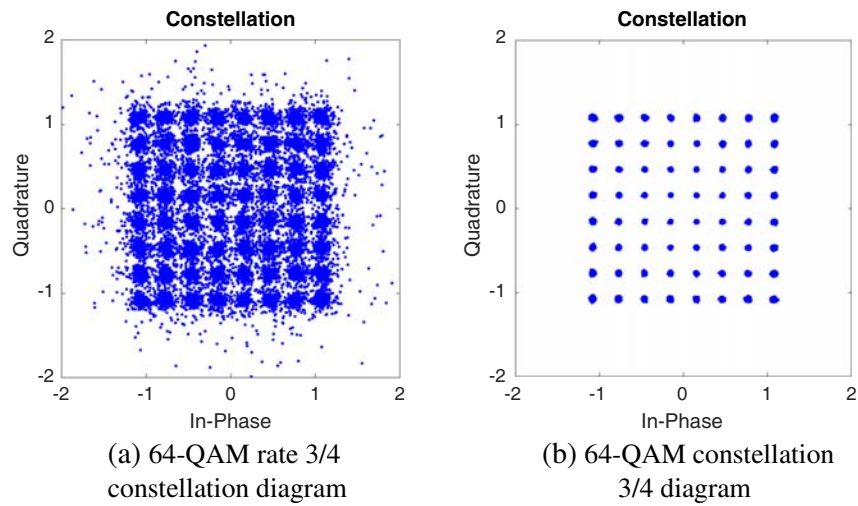 Constellation
2
1
0
-1
-2
Quadrature
-2
-1
0
1
2
In-Phase
(a) 64-QAM rate 3/4
constellation diagram
Constellation
2
1
0
-1
-2
Quadrature
-2
-1
0
1
2
In-Phase
(b) 64-QAM constellation
3/4 diagram